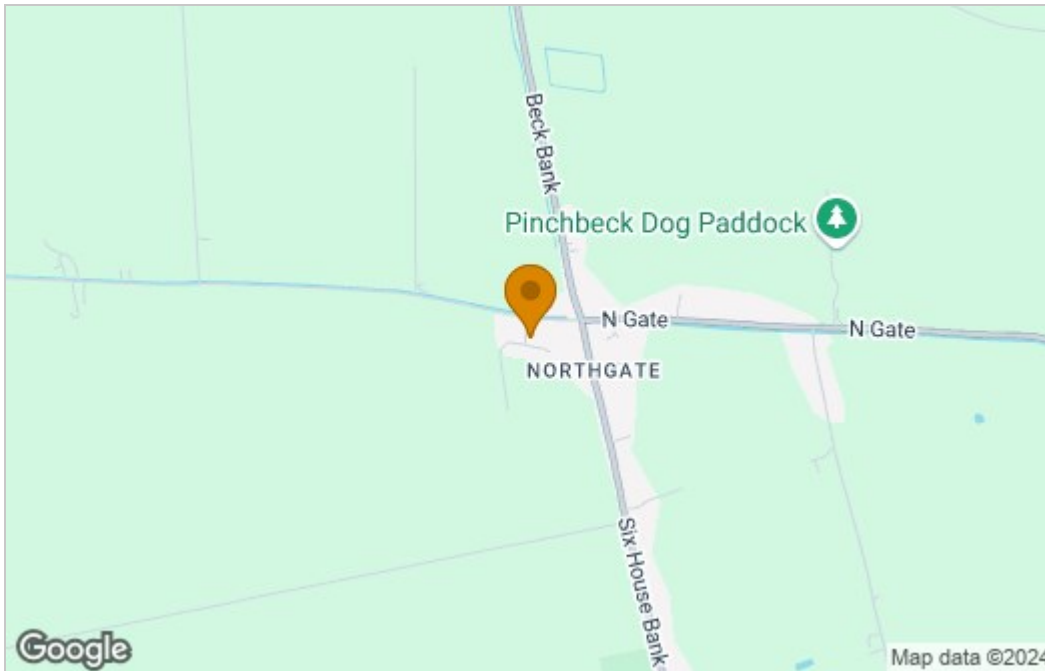 Beck Bank
Pinchbeck Dog Paddock
N Gate
N Gate
NORTHGATE
Six House Bank
Google
Map data ©2024